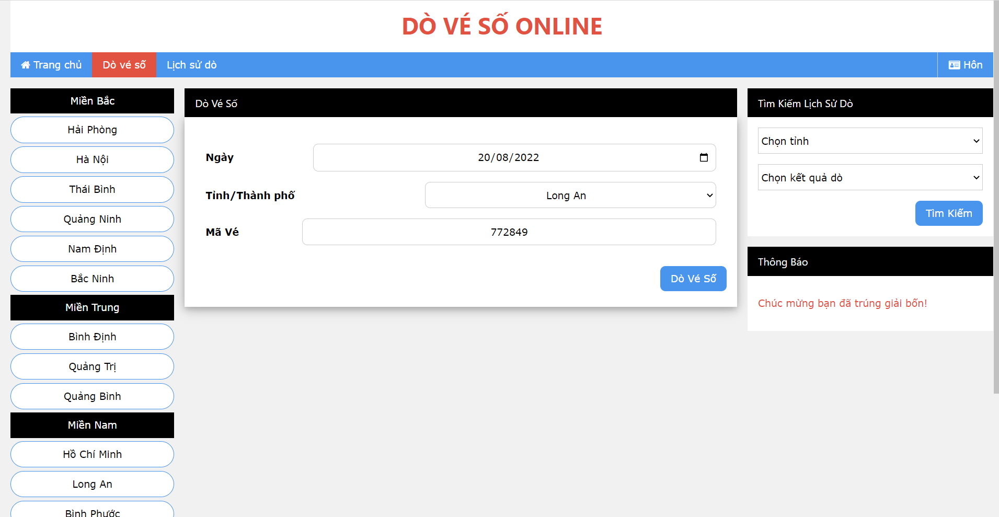 DÒ VÉ SỐ ONLINE
Trang chủ
Dò vé số
Lịch sử dò
Hôn
Miền Bắc
Hải Phòng
Hà Nội
Thái Bình
Quảng Ninh
Nam Định
Bắc Ninh
Miền Trung
Bình Định
Quảng Trị
Quảng Bình
Miền Nam
Hồ Chí Minh
Long An
Bình Phước
Dò Vé Số
Ngày
20/08/2022
Tỉnh/Thành phố
Long An
Mã Vé
772849
Dò Vé Số
Tìm Kiếm Lịch Sử Dò
Chọn tỉnh
Chọn kết quả dò
Tìm Kiếm
Thông Báo
Chúc mừng bạn đã trúng giải bốn!